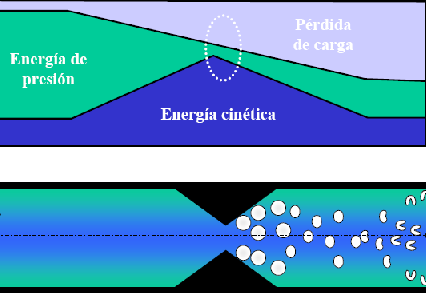 Pérdida
de carga
Energía de
presión
Energía cinética